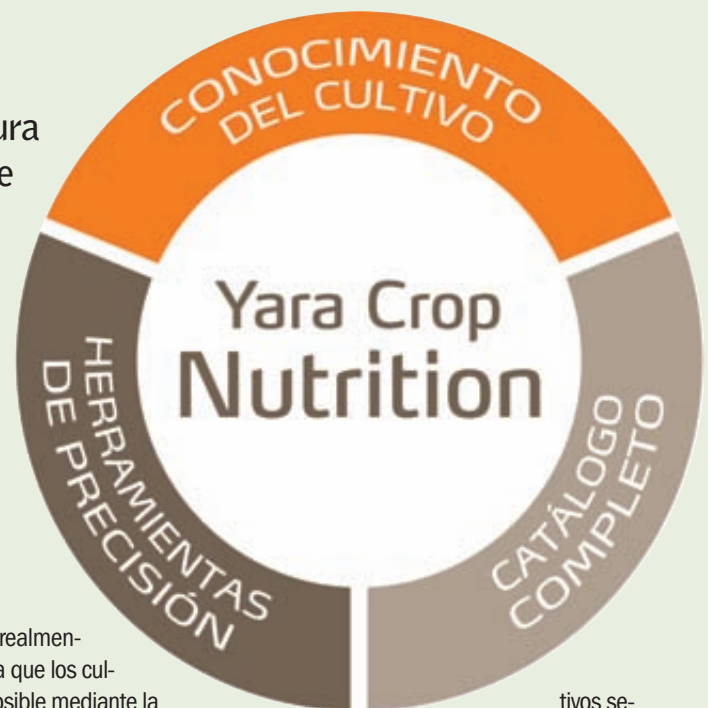 ura
e
CONOCIMIENTO
DEL CULTIVO
Yara Crop
Nutrition
HERRAMIENTAS
DE PRECISIÓN
CATÁLOGO
COMPLETO
realmen-
a que los cul-
osible mediante la
tivos se-